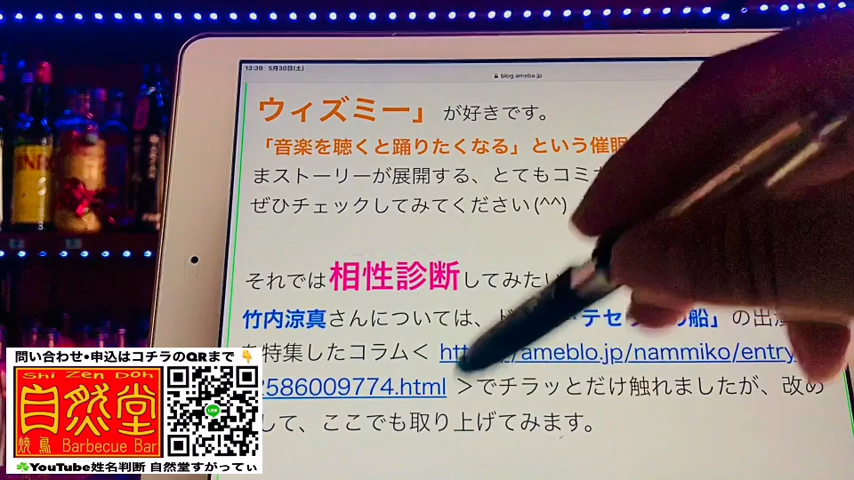 13:39 5月30日(土)
blog.ameba.jp
ウィズミー」が好きです。
「音楽を聴くと踊りたくなる」という催眠
まストーリーが展開する、とてもコミ
ぜひチェックしてみてください(^^)
それでは相性診断してみたい
竹内涼真さんについては、ド テセ の船」の出演
を特集したコラム< ht /ameblo.jp/nammiko/entry
2586009774.html >でチラッとだけ触れましたが、改め
して、ここでも取り上げてみます。
問い合わせ・申込はコチラのQRまで👇
Shi Zen Doh
自然堂
焼鳥 Barbecue Bar
LINE
☘YouTube姓名判断 自然堂すがってぃ